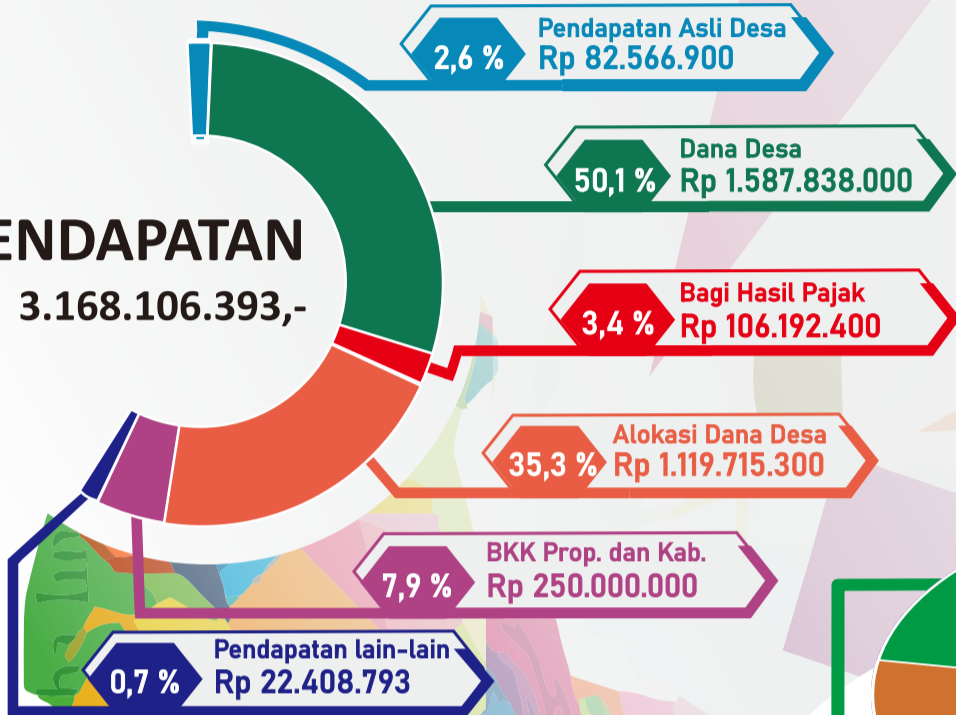 2,6 %
Pendapatan Asli Desa
Rp 82.566.900
50,1 %
Dana Desa
Rp 1.587.838.000
ENDAPATAN
3.168.106.393,-
3,4 %
Bagi Hasil Pajak
Rp 106.192.400
35,3 %
Alokasi Dana Desa
Rp 1.119.715.300
7,9 %
BKK Prop. dan Kab.
Rp 250.000.000
0,7 %
Pendapatan lain-lain
Rp 22.408.793